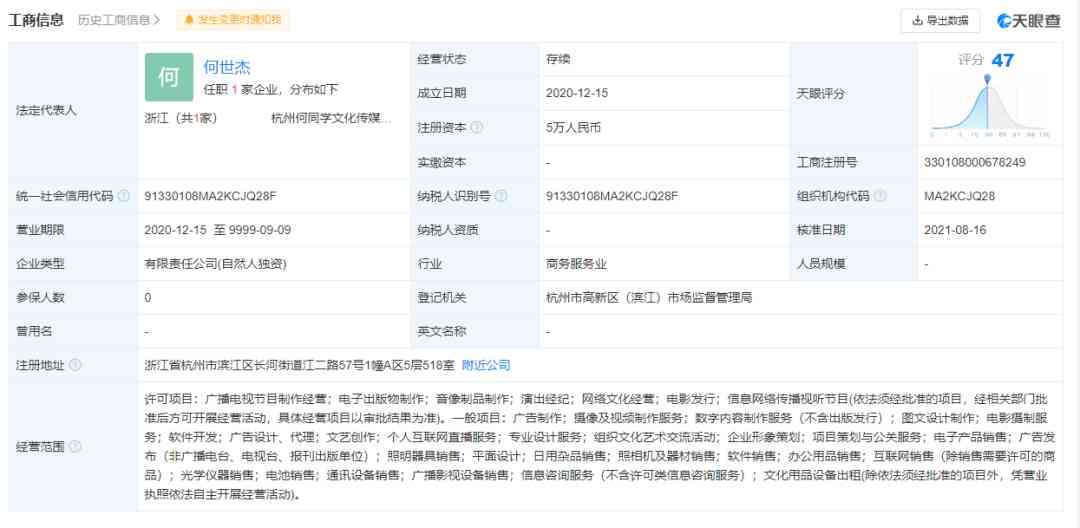 工商信息 历史工商信息 > 发生变更时通知我 导出数据 天眼查
法定代表人
何
何世杰
任职 1 家企业，分布如下
浙江（共1家） 杭州何同学文化传媒...
经营状态 存续
成立日期 2020-12-15
注册资本 5万人民币
实缴资本 -
天眼评分
评分 47
工商注册号 330108000678249
统一社会信用代码 91330108MA2KCJQ28F 纳税人识别号 91330108MA2KCJQ28F 组织机构代码 MA2KCJQ28
营业期限 2020-12-15 至 9999-09-09 纳税人资质 - 核准日期 2021-08-16
企业类型 有限责任公司(自然人独资) 行业 商务服务业 人员规模 -
参保人数 0 登记机关 杭州市高新区（滨江）市场监督管理局
曾用名 - 英文名称 -
注册地址 浙江省杭州市滨江区长河街道江二路57号1幢A区5层518室 附近公司
经营范围
许可项目：广播电视节目制作经营；电子出版物制作；音像制品制作；演出经纪；网络文化经营；电影发行；信息网络传播视听节目(依法须经批准的项目，经相关部门批
准后方可开展经营活动，具体经营项目以审批结果为准)。一般项目：广告制作；摄像及视频制作服务；数字内容制作服务（不含出版发行）；图文设计制作；电影摄制服
务；软件开发；广告设计、代理；文艺创作；个人互联网直播服务；专业设计服务；组织文化艺术交流活动；企业形象策划；项目策划与公关服务；电子产品销售；广告发
布（非广播电台、电视台、报刊出版单位）；照明器具销售；平面设计；日用杂品销售；照相机及器材销售；软件销售；办公用品销售；互联网销售（除销售需要许可的商
品）；光学仪器销售；电池销售；通讯设备销售；广播影视设备销售；信息咨询服务（不含许可类信息咨询服务）；文化用品设备出租(除依法须经批准的项目外，凭营业
执照依法自主开展经营活动)。